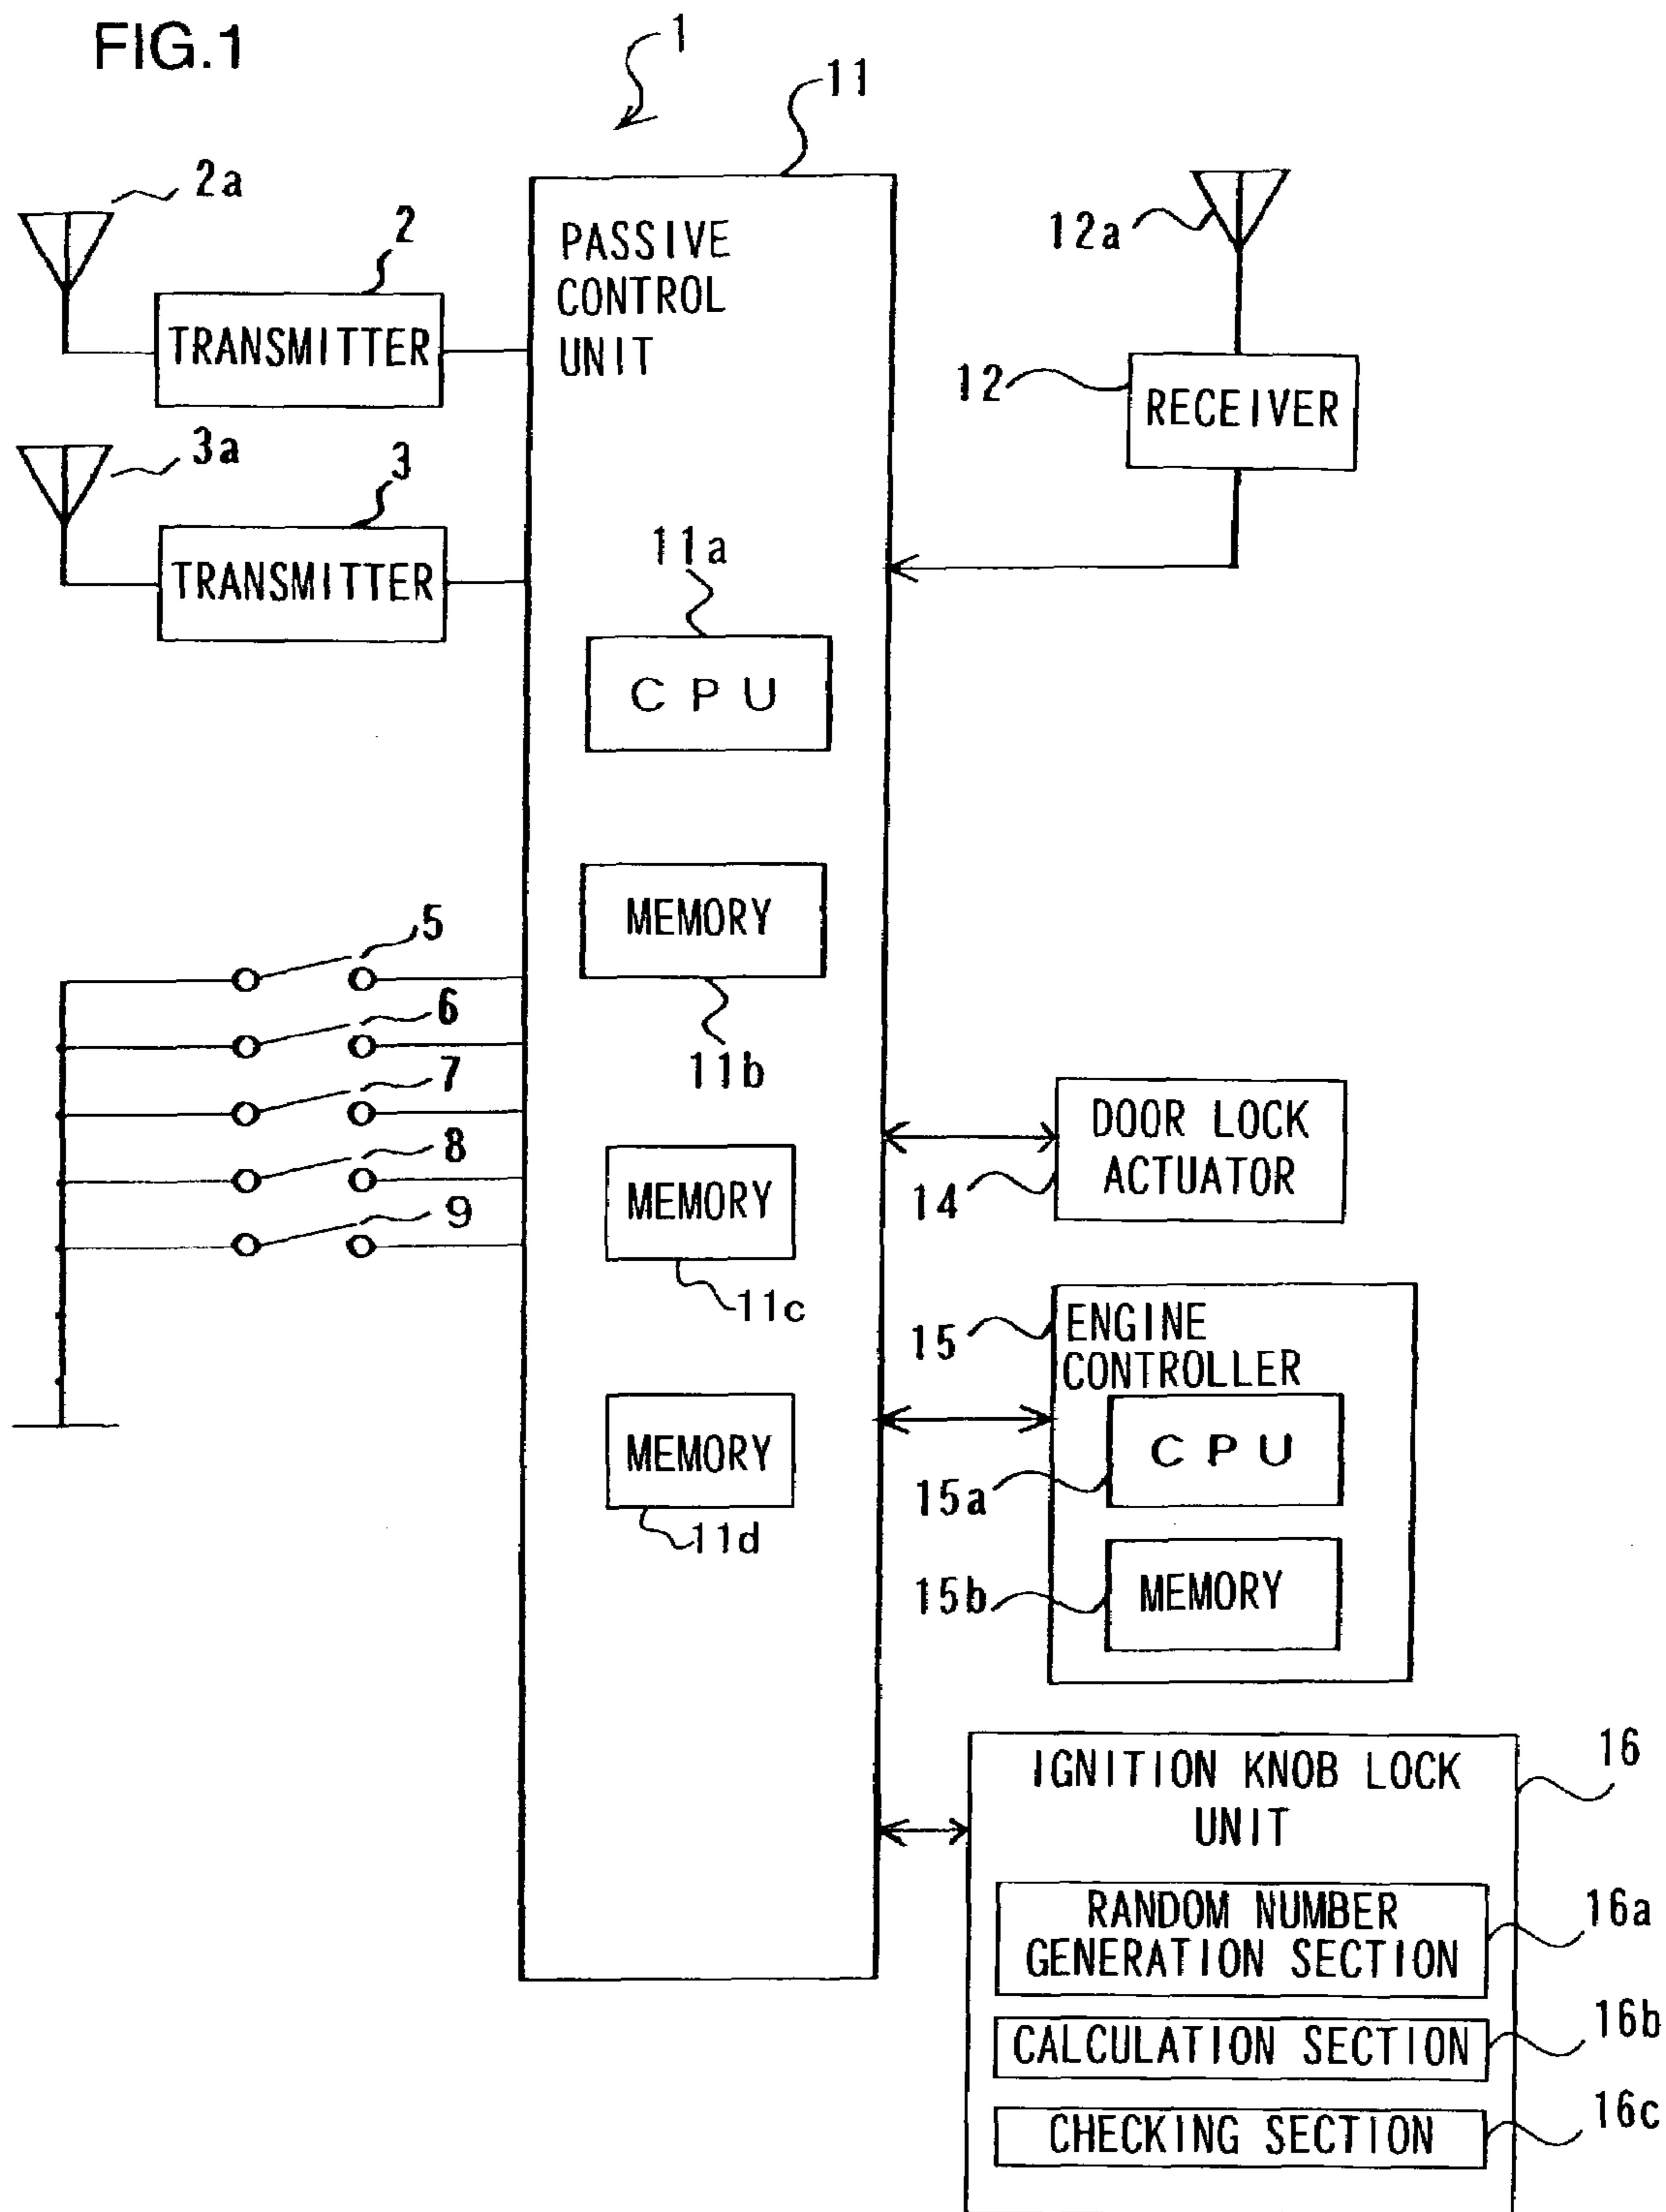 FIG.1
1
11
2a
2
PASSIVE
CONTROL
UNIT
TRANSMITTER
12a
12
RECEIVER
3a
3
TRANSMITTER
11a
CPU
MEMORY
11b
5
6
7
8
9
MEMORY
11c
MEMORY
11d
DOOR LOCK
ACTUATOR
14
15
ENGINE
CONTROLLER
CPU
15a
MEMORY
15b
IGNITION KNOB LOCK
UNIT
16
RANDOM NUMBER
GENERATION SECTION
16a
CALCULATION SECTION
16b
CHECKING SECTION
16c